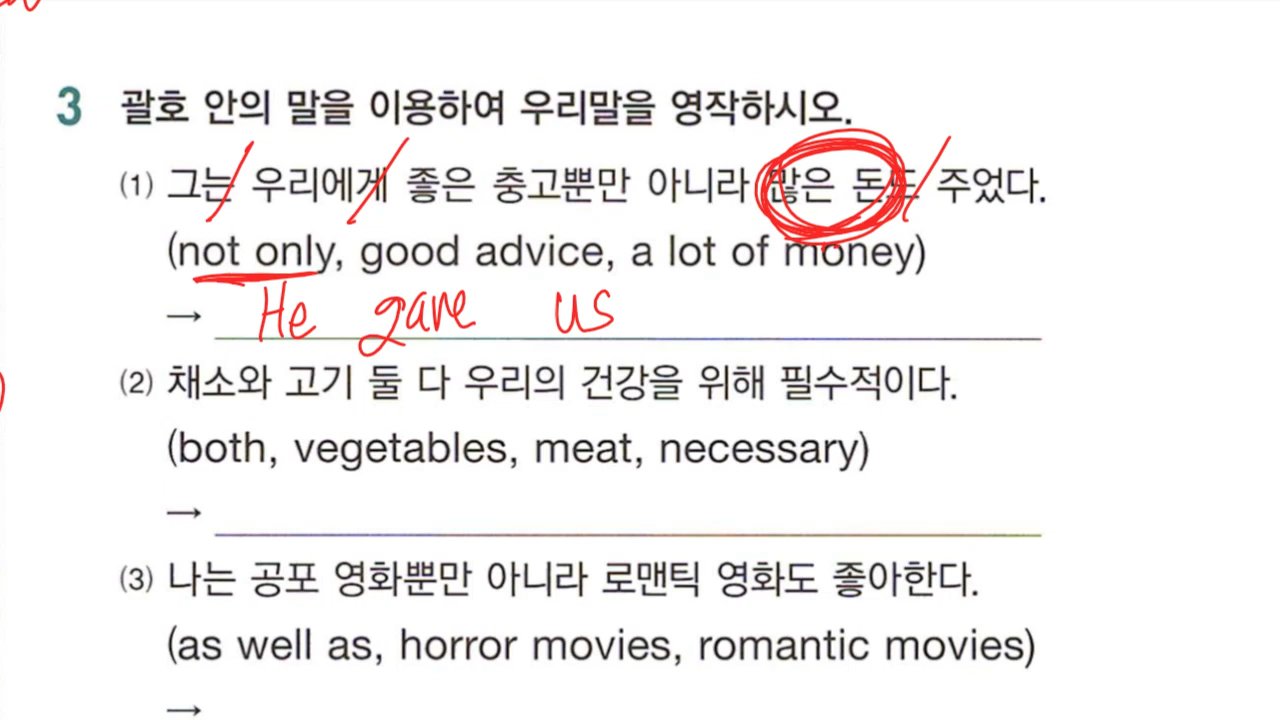 3 괄호 안의 말을 이용하여 우리말을 영작하시오.
(1) 그는 우리에게 좋은 충고뿐만 아니라 많은 돈도 주었다.
(not only, good advice, a lot of money)
→ He gave us
(2) 채소와 고기 둘 다 우리의 건강을 위해 필수적이다.
(both, vegetables, meat, necessary)
→
(3) 나는 공포 영화뿐만 아니라 로맨틱 영화도 좋아한다.
(as well as, horror movies, romantic movies)
→